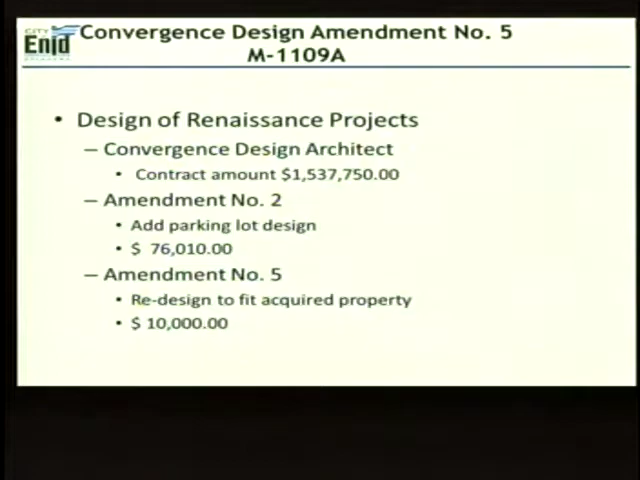 CITY
Enid
OKLAHOMA
Convergence Design Amendment No. 5
M-1109A
• Design of Renaissance Projects
– Convergence Design Architect
• Contract amount $1,537,750.00
– Amendment No. 2
• Add parking lot design
• $ 76,010.00
– Amendment No. 5
• Re-design to fit acquired property
• $ 10,000.00